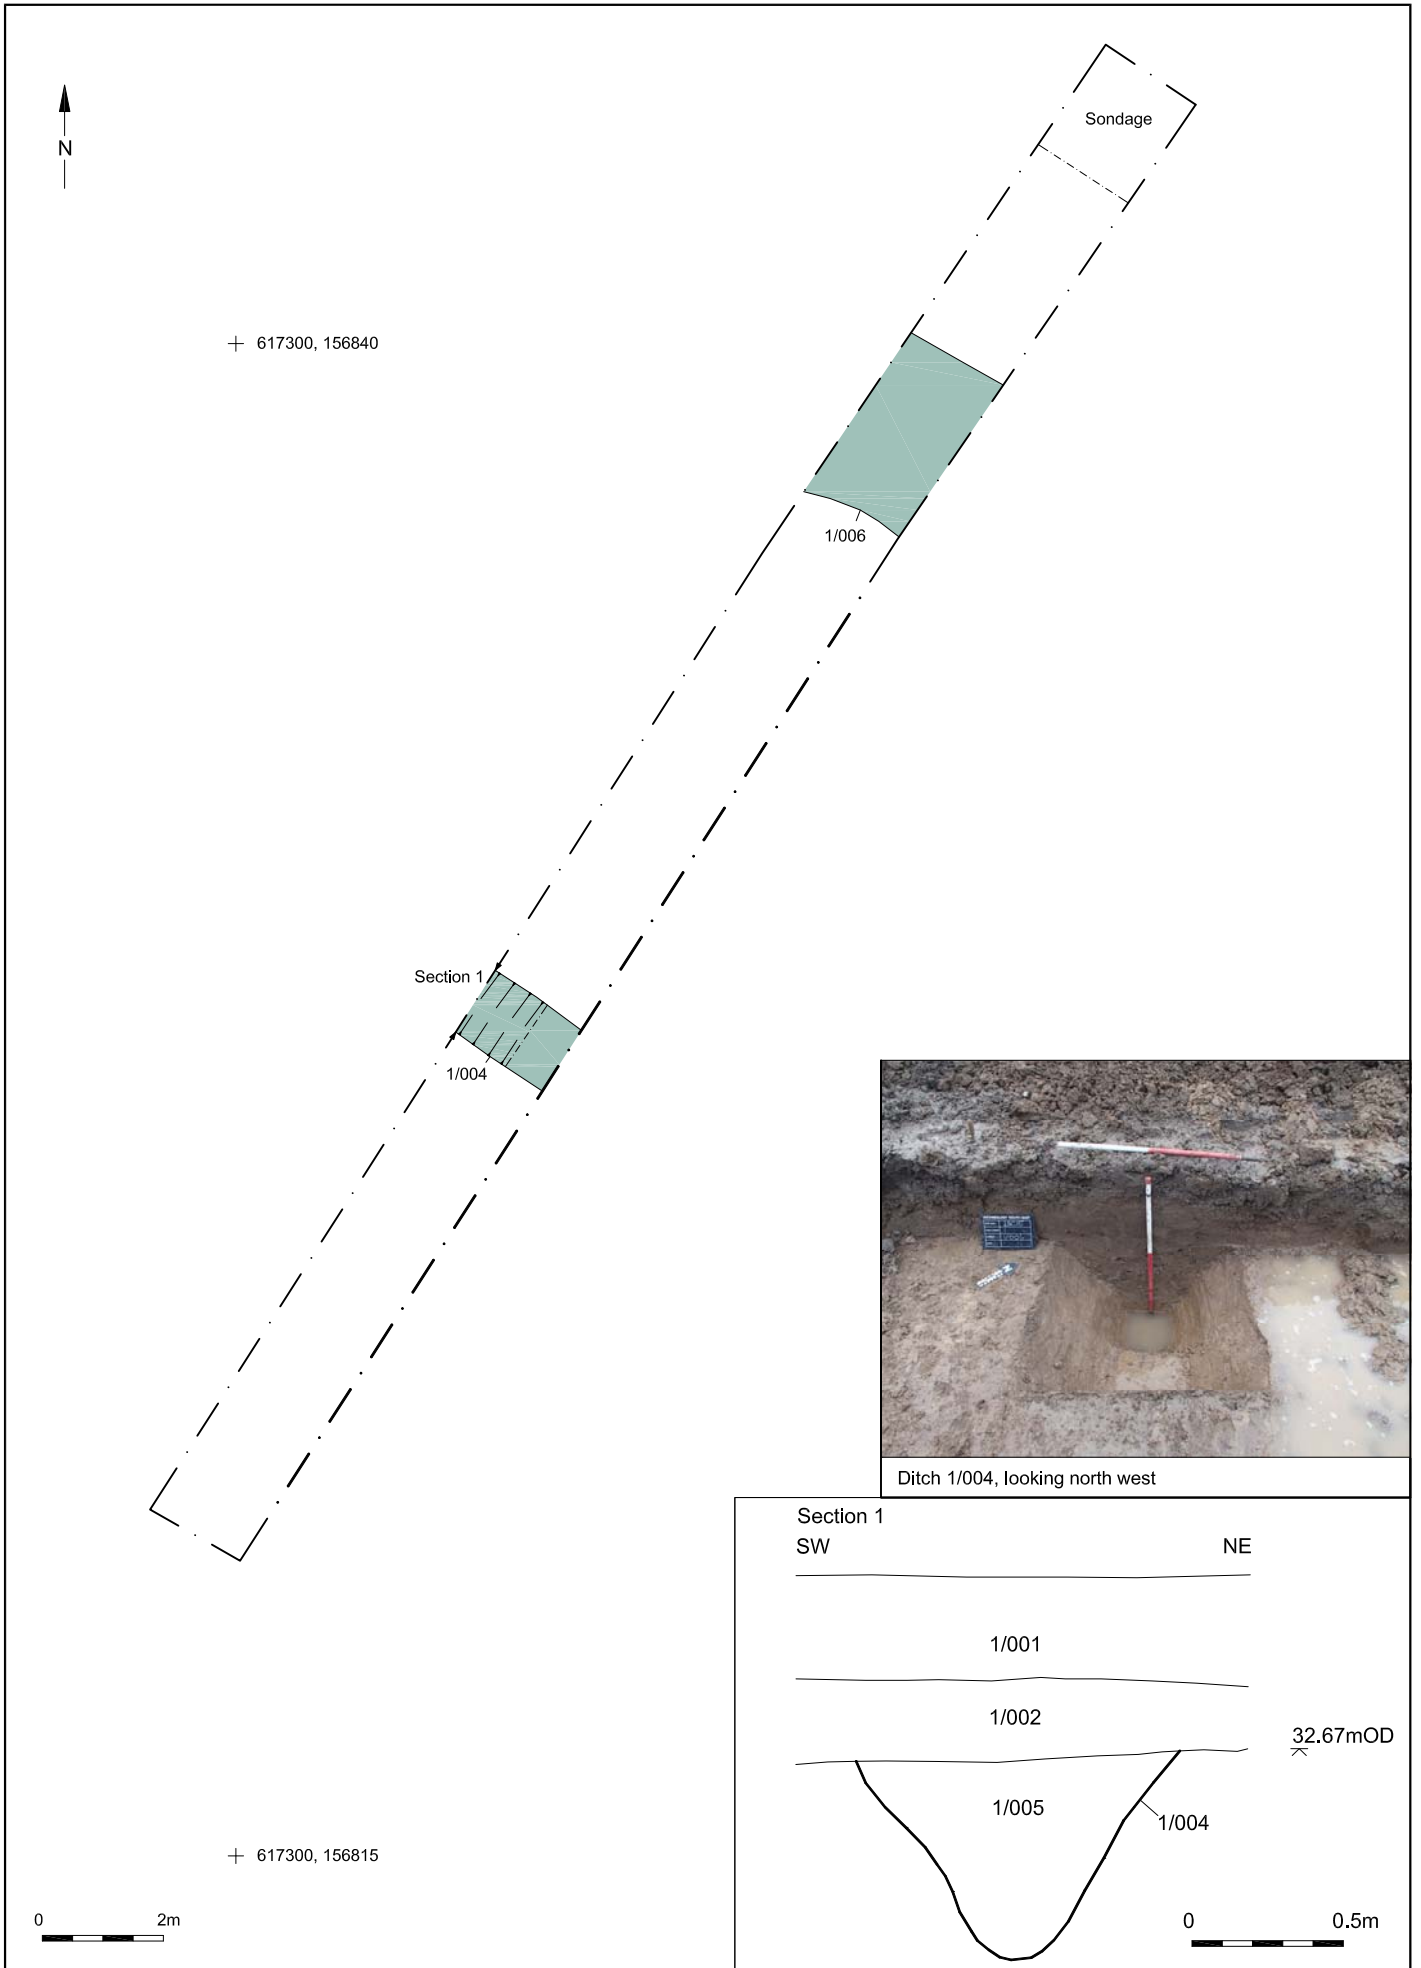 Sondage
N
617300, 156840
1/006
Section 1
1/004
Ditch 1/004, looking north west
Section 1
SW NE
1/001
1/002
32.67mOD
1/005
1/004
617300, 156815
0 2m
0 0.5m